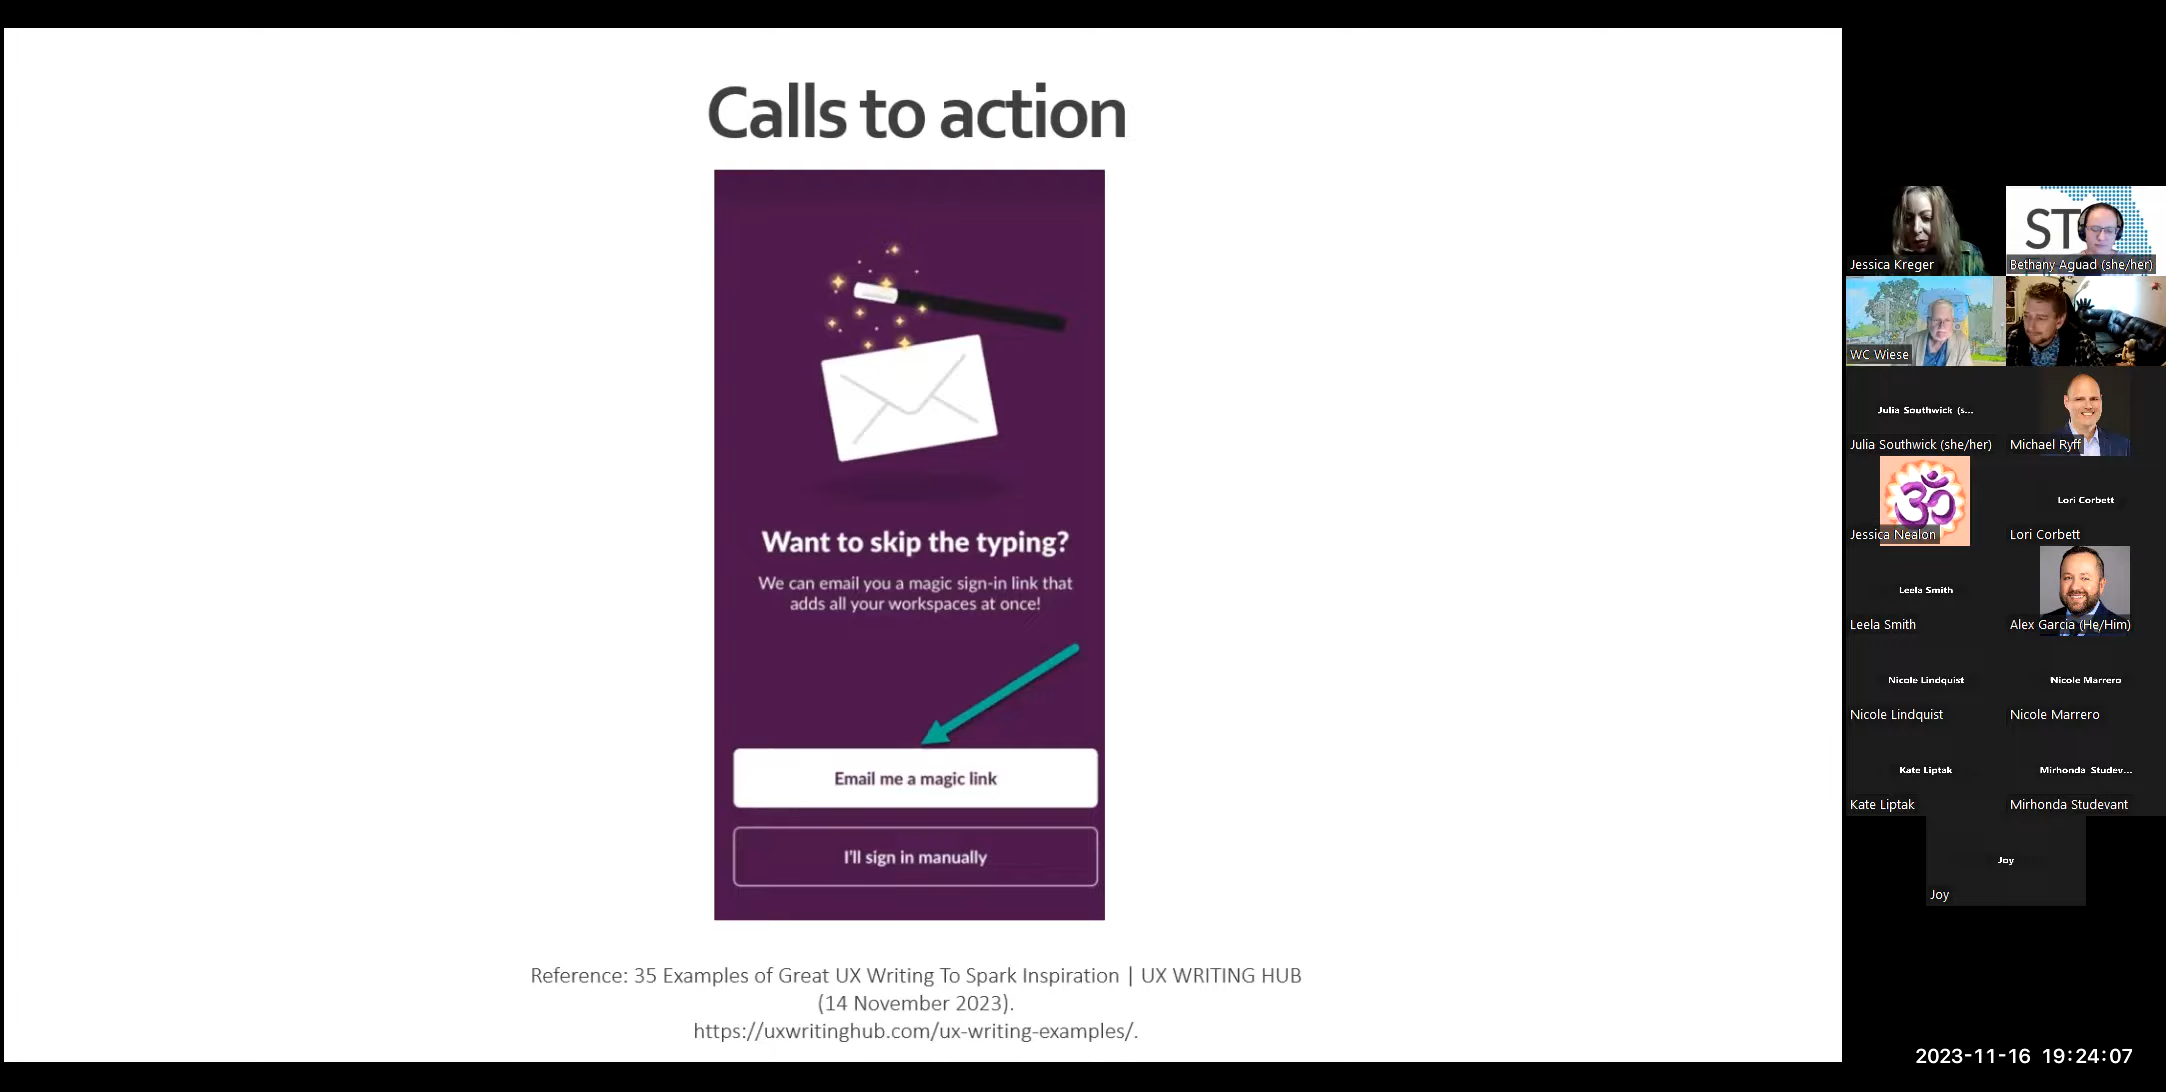 Calls to action
Want to skip the typing?
We can email you a magic sign-in link that
adds all your workspaces at once!
Email me a magic link
I'll sign in manually
Reference: 35 Examples of Great UX Writing To Spark Inspiration | UX WRITING HUB
(14 November 2023).
https://uxwritinghub.com/ux-writing-examples/.
Jessica Kreger
ST
Bethany Aguad (she/her)
WC Wiese
Julia Southwick (s...
Julia Southwick (she/her)
Michael Ryff
ॐ
Jessica Nealon
Lori Corbett
Lori Corbett
Leela Smith
Leela Smith
Alex Garcia (He/Him)
Nicole Lindquist
Nicole Lindquist
Nicole Marrero
Nicole Marrero
Kate Liptak
Kate Liptak
Mirhonda Studev...
Mirhonda Studevant
Joy
Joy
2023-11-16 19:24:07